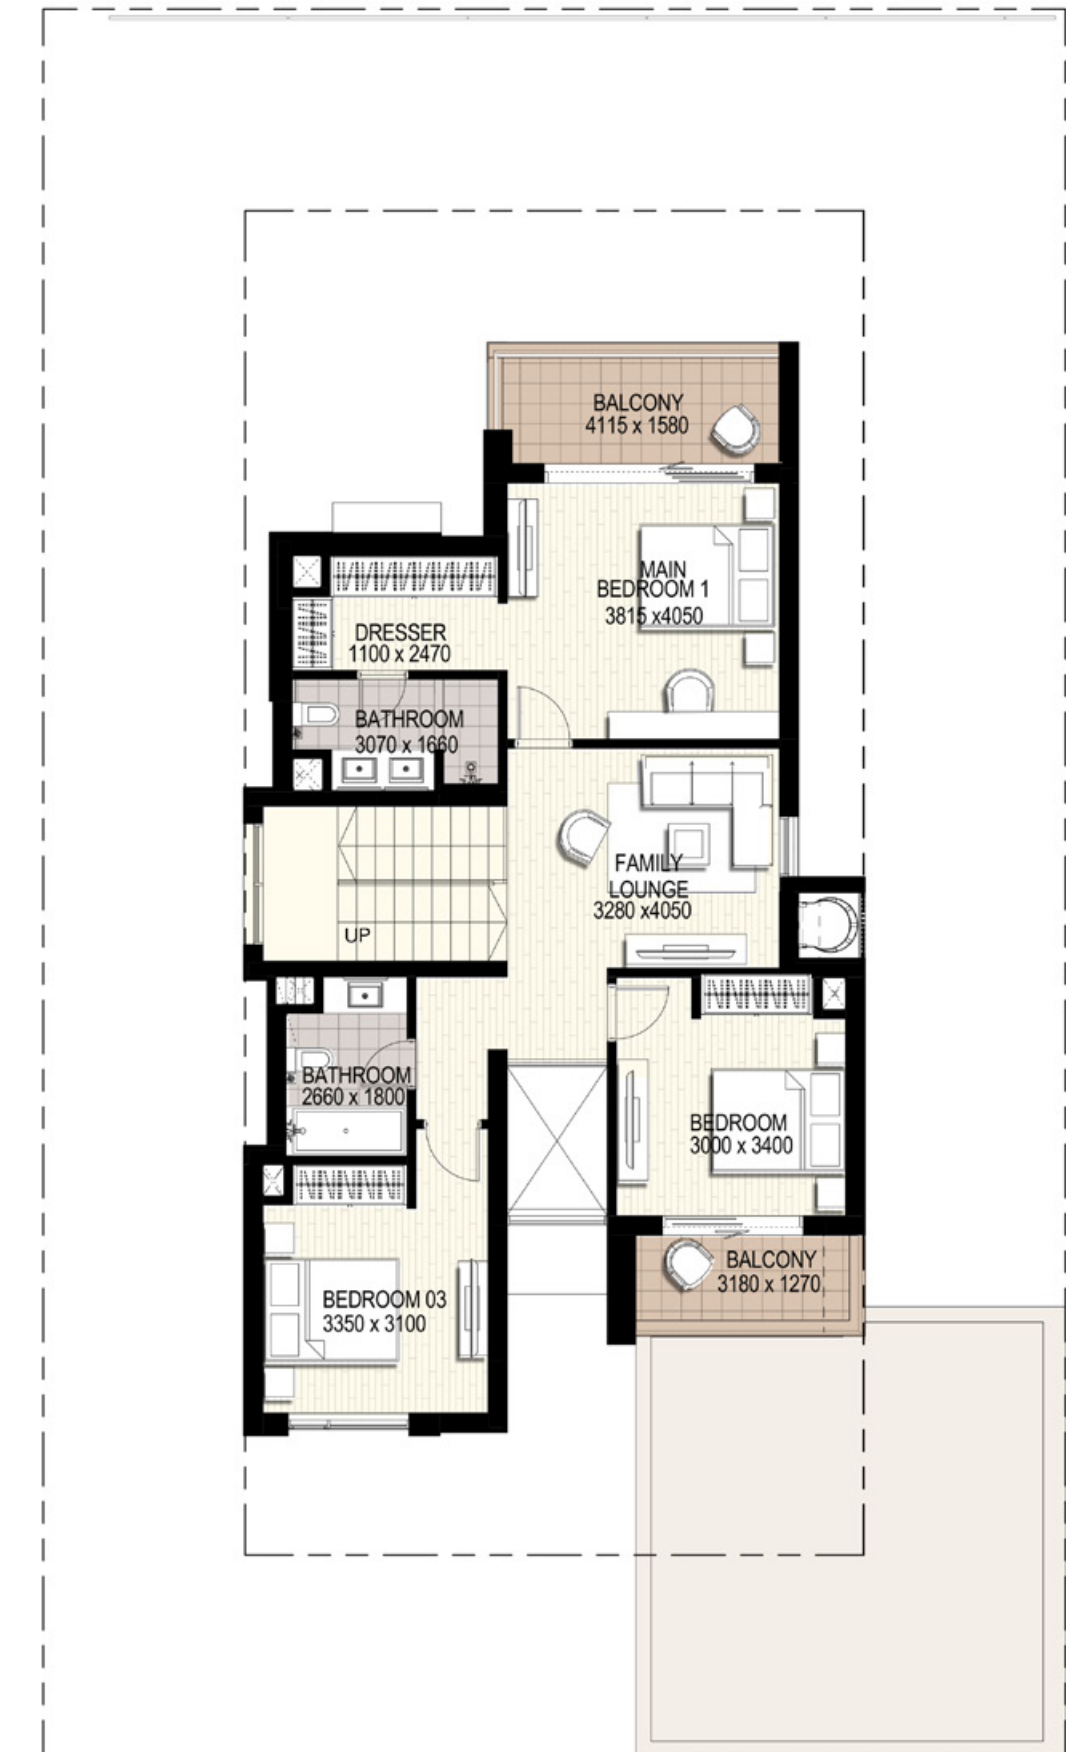 BALCONY
4115 x 1580
MAIN
BEDROOM 1
3815 x4050
DRESSER
1100 x 2470
BATHROOM
3070 x 1660
FAMILY
LOUNGE
3280 x4050
UP
BATHROOM
2660 x 1800
BEDROOM
3000 x 3400
BALCONY
3180 x 1270
BEDROOM 03
3350 x 3100